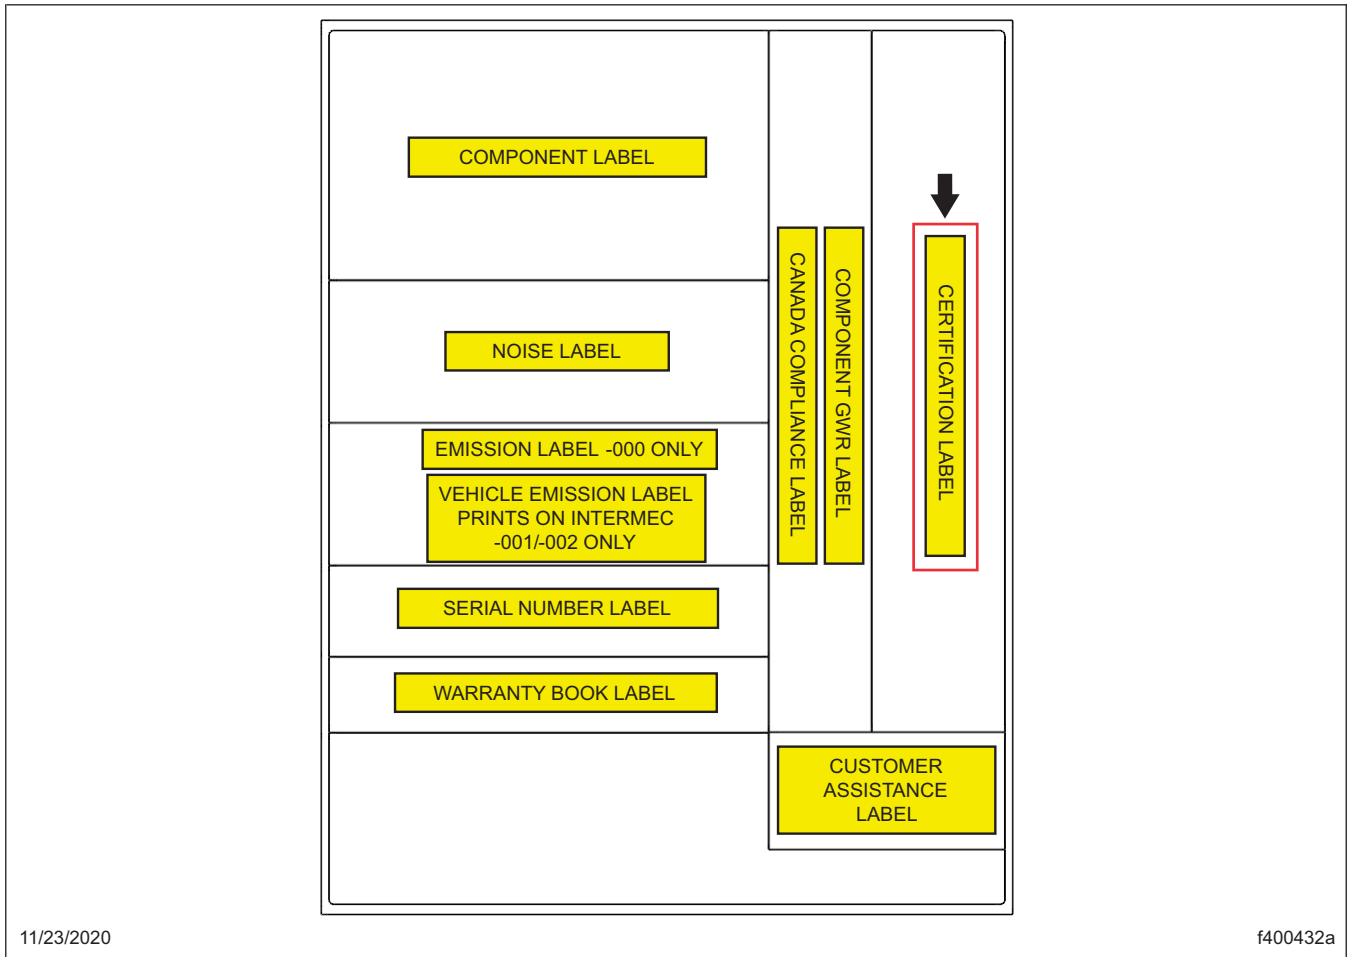 COMPONENT LABEL
NOISE LABEL
EMISSION LABEL -000 ONLY
VEHICLE EMISSION LABEL
PRINTS ON INTERMEC
-001/-002 ONLY
SERIAL NUMBER LABEL
WARRANTY BOOK LABEL
CANADA COMPLIANCE LABEL
COMPONENT GWR LABEL
CERTIFICATION LABEL
CUSTOMER
ASSISTANCE
LABEL
11/23/2020
f400432a